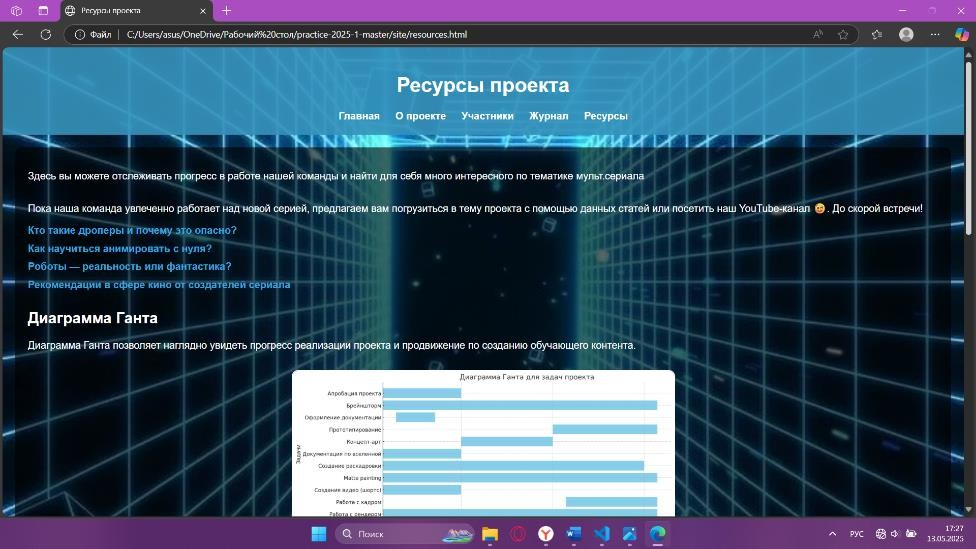 Ресурсы проекта
Файл
C:/Users/asus/OneDrive/Рабочий%20стол/practice-2025-1-master/site/resources.html
Ресурсы проекта
Главная О проекте Участники Журнал Ресурсы
Здесь вы можете отслеживать прогресс в работе нашей команды и найти для себя много интересного по тематике мульт.сериала
Пока наша команда увлеченно работает над новой серией, предлагаем вам погрузиться в тему проекта с помощью данных статей или посетить наш YouTube-канал 😉. До скорой встречи!
Кто такие дроперы и почему это опасно?
Как научиться анимировать с нуля?
Роботы — реальность или фантастика?
Рекомендации в сфере кино от создателей сериала
Диаграмма Ганта
Диаграмма Ганта позволяет наглядно увидеть прогресс реализации проекта и продвижение по созданию обучающего контента.
Диаграмма Ганта для задач проекта
Апробация проекта
Брейншторм
Оформление документации
Прототипирование
Концепт-арт
Документация по вселенной
Создание раскадровки
Matte painting
Создание видео (шортс)
Работа с кадром
Работа с рендером
Задачи
Поиск
РУС
17:27
13.05.2025